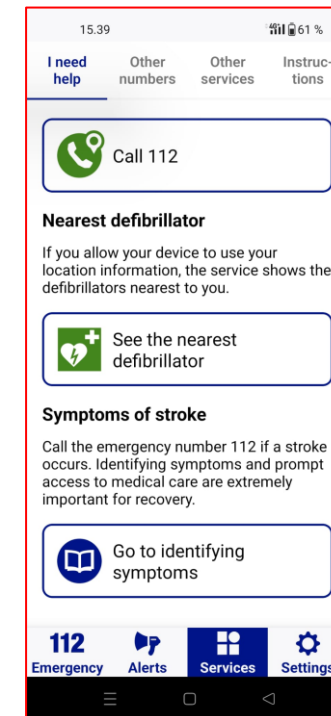 15.39 4G 61 %
I need help Other numbers Other services Instruc-tions
Call 112
Nearest defibrillator
If you allow your device to use your
location information, the service shows the
defibrillators nearest to you.
See the nearest
defibrillator
Symptoms of stroke
Call the emergency number 112 if a stroke
occurs. Identifying symptoms and prompt
access to medical care are extremely
important for recovery.
Go to identifying
symptoms
112
Emergency Alerts Services Settings